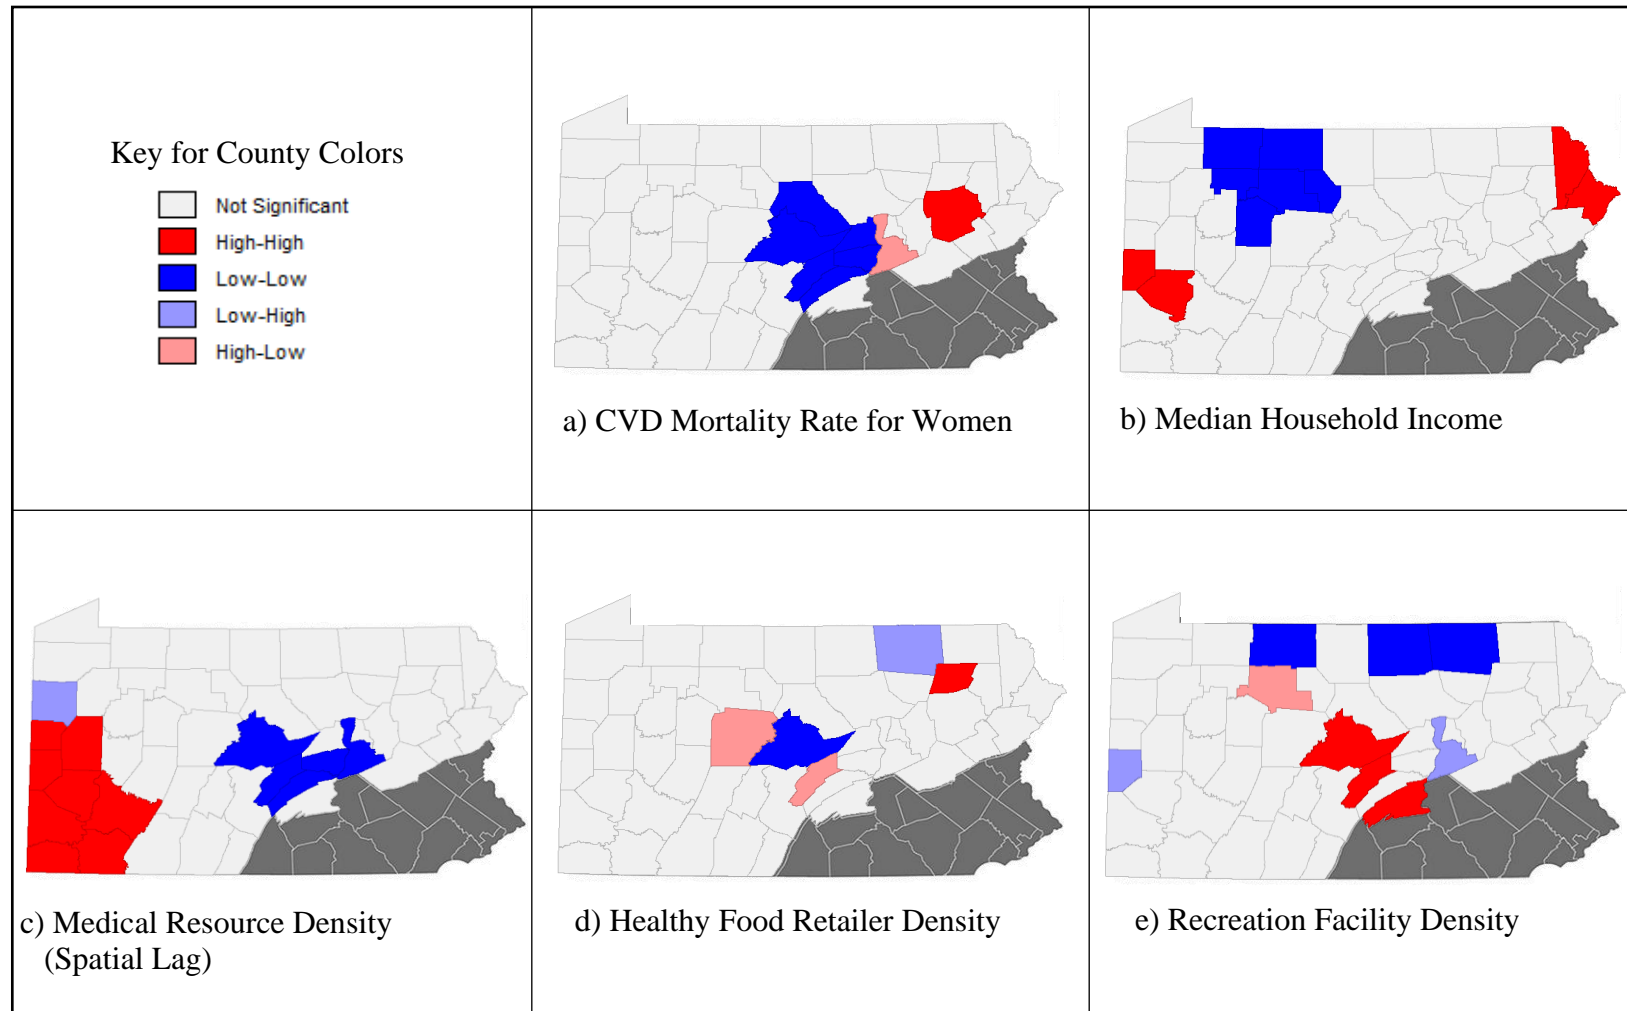 Key for County Colors
Not Significant
High-High
Low-Low
Low-High
High-Low
a) CVD Mortality Rate for Women
b) Median Household Income
c) Medical Resource Density
(Spatial Lag)
d) Healthy Food Retailer Density
e) Recreation Facility Density